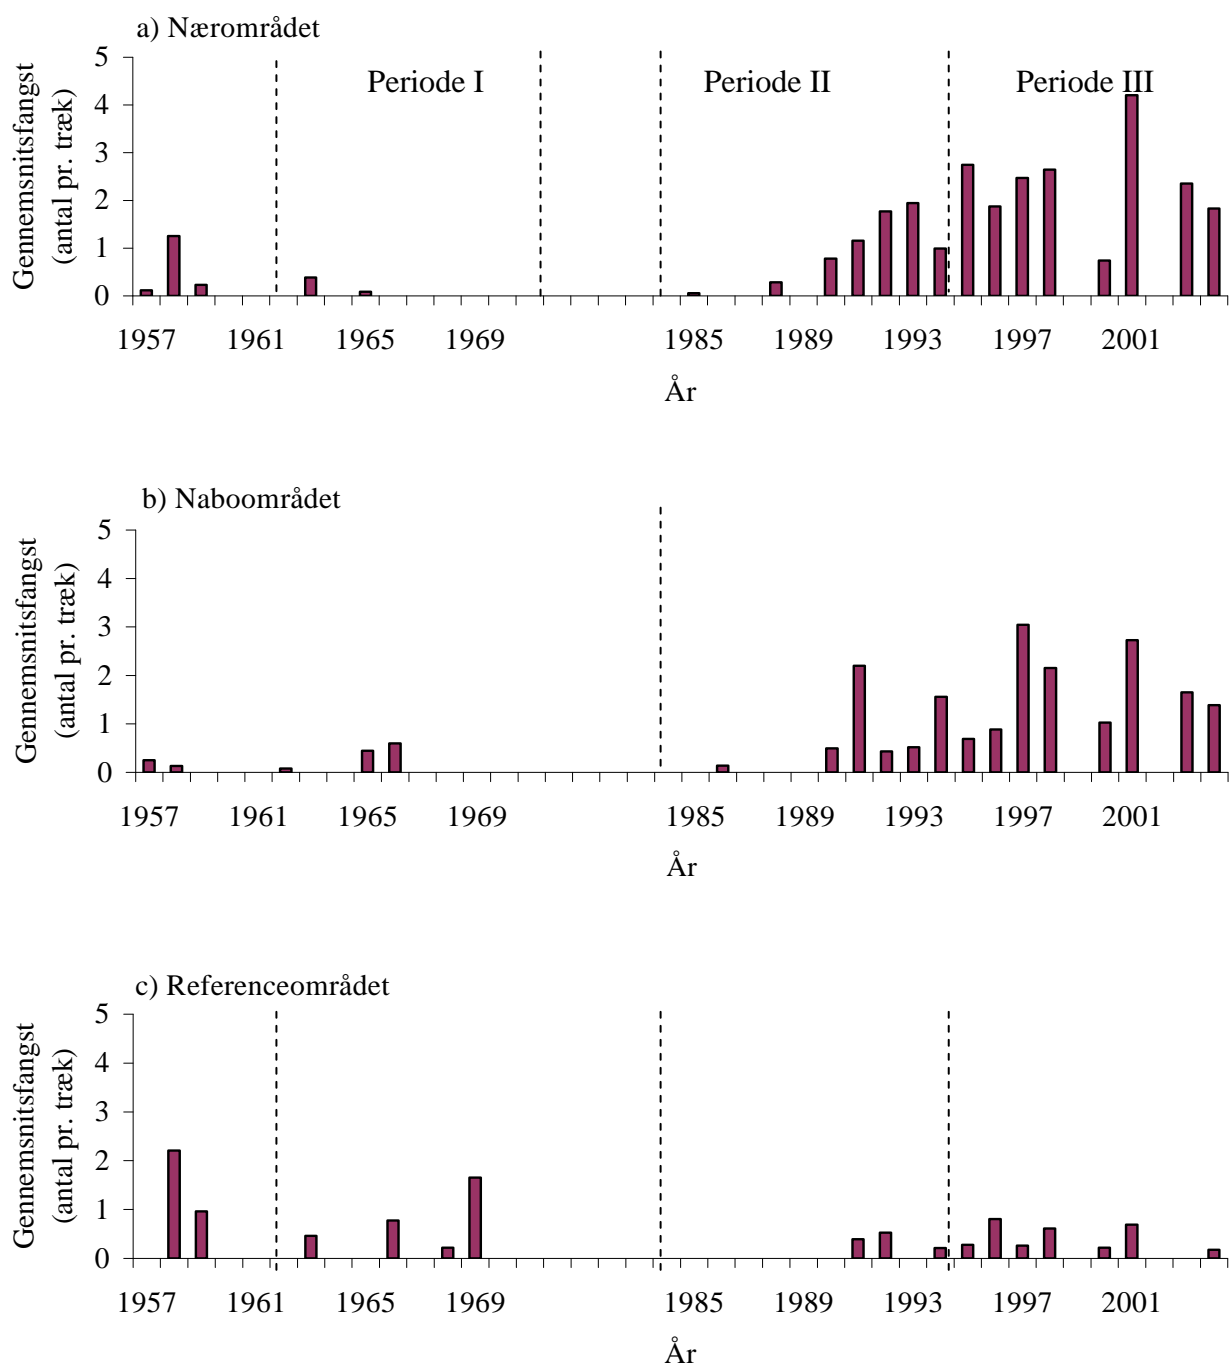 a) Nærområdet
Gennemsnitsfangst
(antal pr. træk)
5
4
3
2
1
0
Periode I
Periode II
Periode III
1957 1961 1965 1969 1985 1989 1993 1997 2001
År
b) Naboområdet
Gennemsnitsfangst
(antal pr. træk)
5
4
3
2
1
0
1957 1961 1965 1969 1985 1989 1993 1997 2001
År
c) Referenceområdet
Gennemsnitsfangst
(antal pr. træk)
5
4
3
2
1
0
1957 1961 1965 1969 1985 1989 1993 1997 2001
År